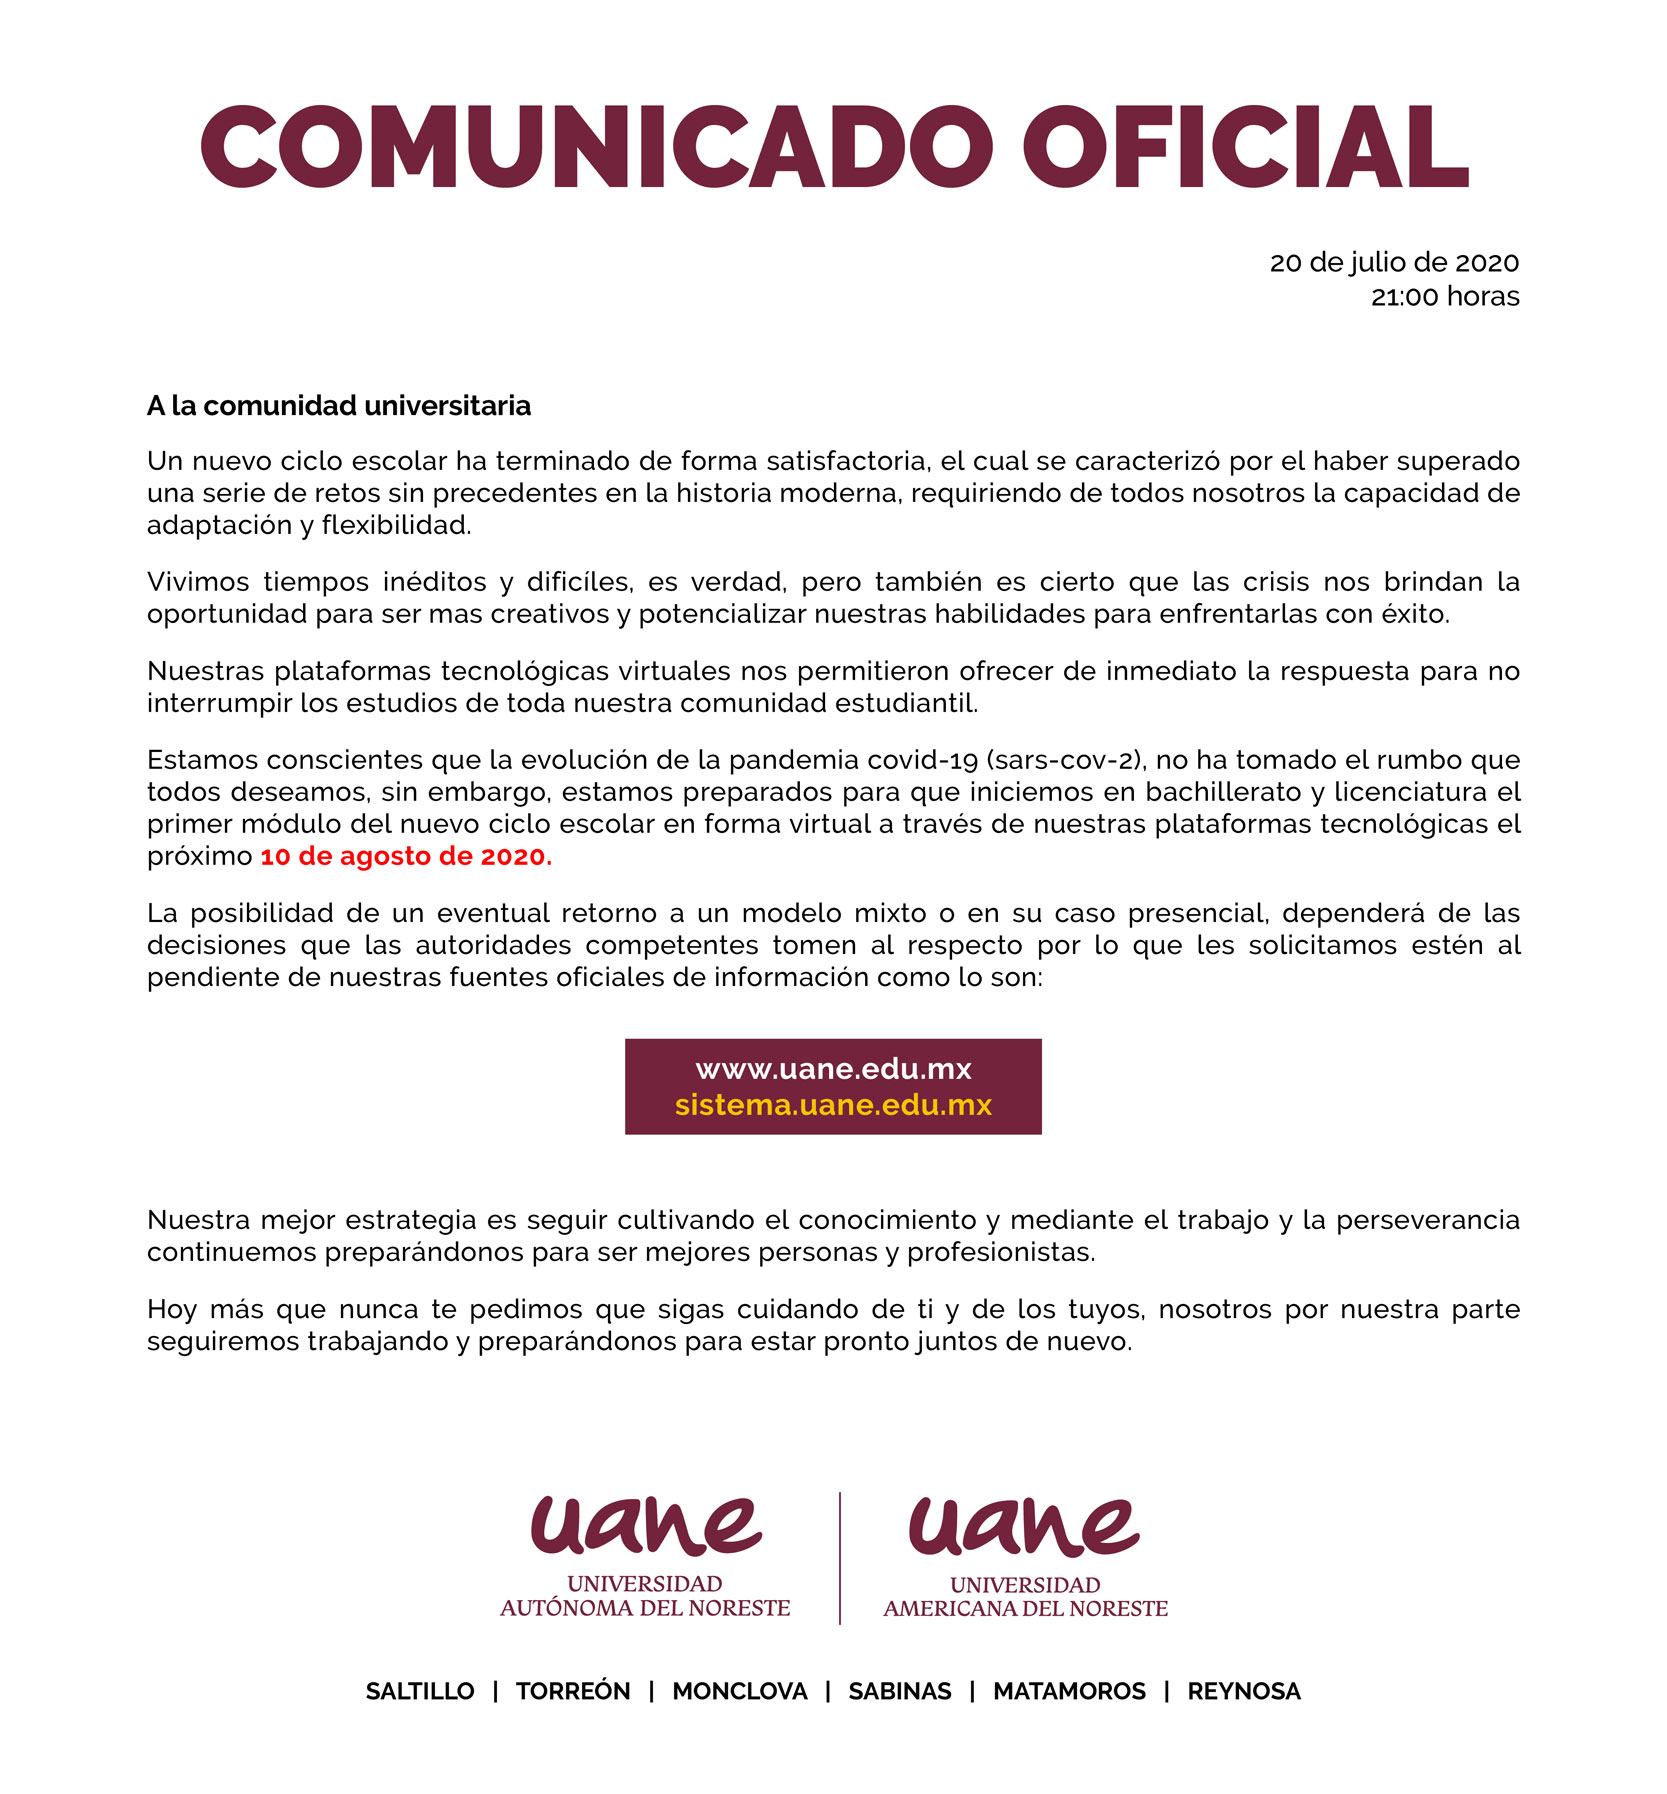 COMUNICADO OFICIAL
20 de julio de 2020
21:00 horas
A la comunidad universitaria
Un nuevo ciclo escolar ha terminado de forma satisfactoria, el cual se caracterizó por el haber superado
una serie de retos sin precedentes en la historia moderna, requiriendo de todos nosotros la capacidad de
adaptación y flexibilidad.
Vivimos tiempos inéditos y difíciles, es verdad, pero también es cierto que las crisis nos brindan la
oportunidad para ser mas creativos y potencializar nuestras habilidades para enfrentarlas con éxito.
Nuestras plataformas tecnológicas virtuales nos permitieron ofrecer de inmediato la respuesta para no
interrumpir los estudios de toda nuestra comunidad estudiantil.
Estamos conscientes que la evolución de la pandemia covid-19 (sars-cov-2), no ha tomado el rumbo que
todos deseamos, sin embargo, estamos preparados para que iniciemos en bachillerato y licenciatura el
primer módulo del nuevo ciclo escolar en forma virtual a través de nuestras plataformas tecnológicas el
próximo 10 de agosto de 2020.
La posibilidad de un eventual retorno a un modelo mixto o en su caso presencial, dependerá de las
decisiones que las autoridades competentes tomen al respecto por lo que les solicitamos estén al
pendiente de nuestras fuentes oficiales de información como lo son:
www.uane.edu.mx
sistema.uane.edu.mx
Nuestra mejor estrategia es seguir cultivando el conocimiento y mediante el trabajo y la perseverancia
continuemos preparándonos para ser mejores personas y profesionistas.
Hoy más que nunca te pedimos que sigas cuidando de ti y de los tuyos, nosotros por nuestra parte
seguiremos trabajando y preparándonos para estar pronto juntos de nuevo.
uane
UNIVERSIDAD
AUTÓNOMA DEL NORESTE
uane
UNIVERSIDAD
AMERICANA DEL NORESTE
SALTILLO | TORREÓN | MONCLOVA | SABINAS | MATAMOROS | REYNOSA